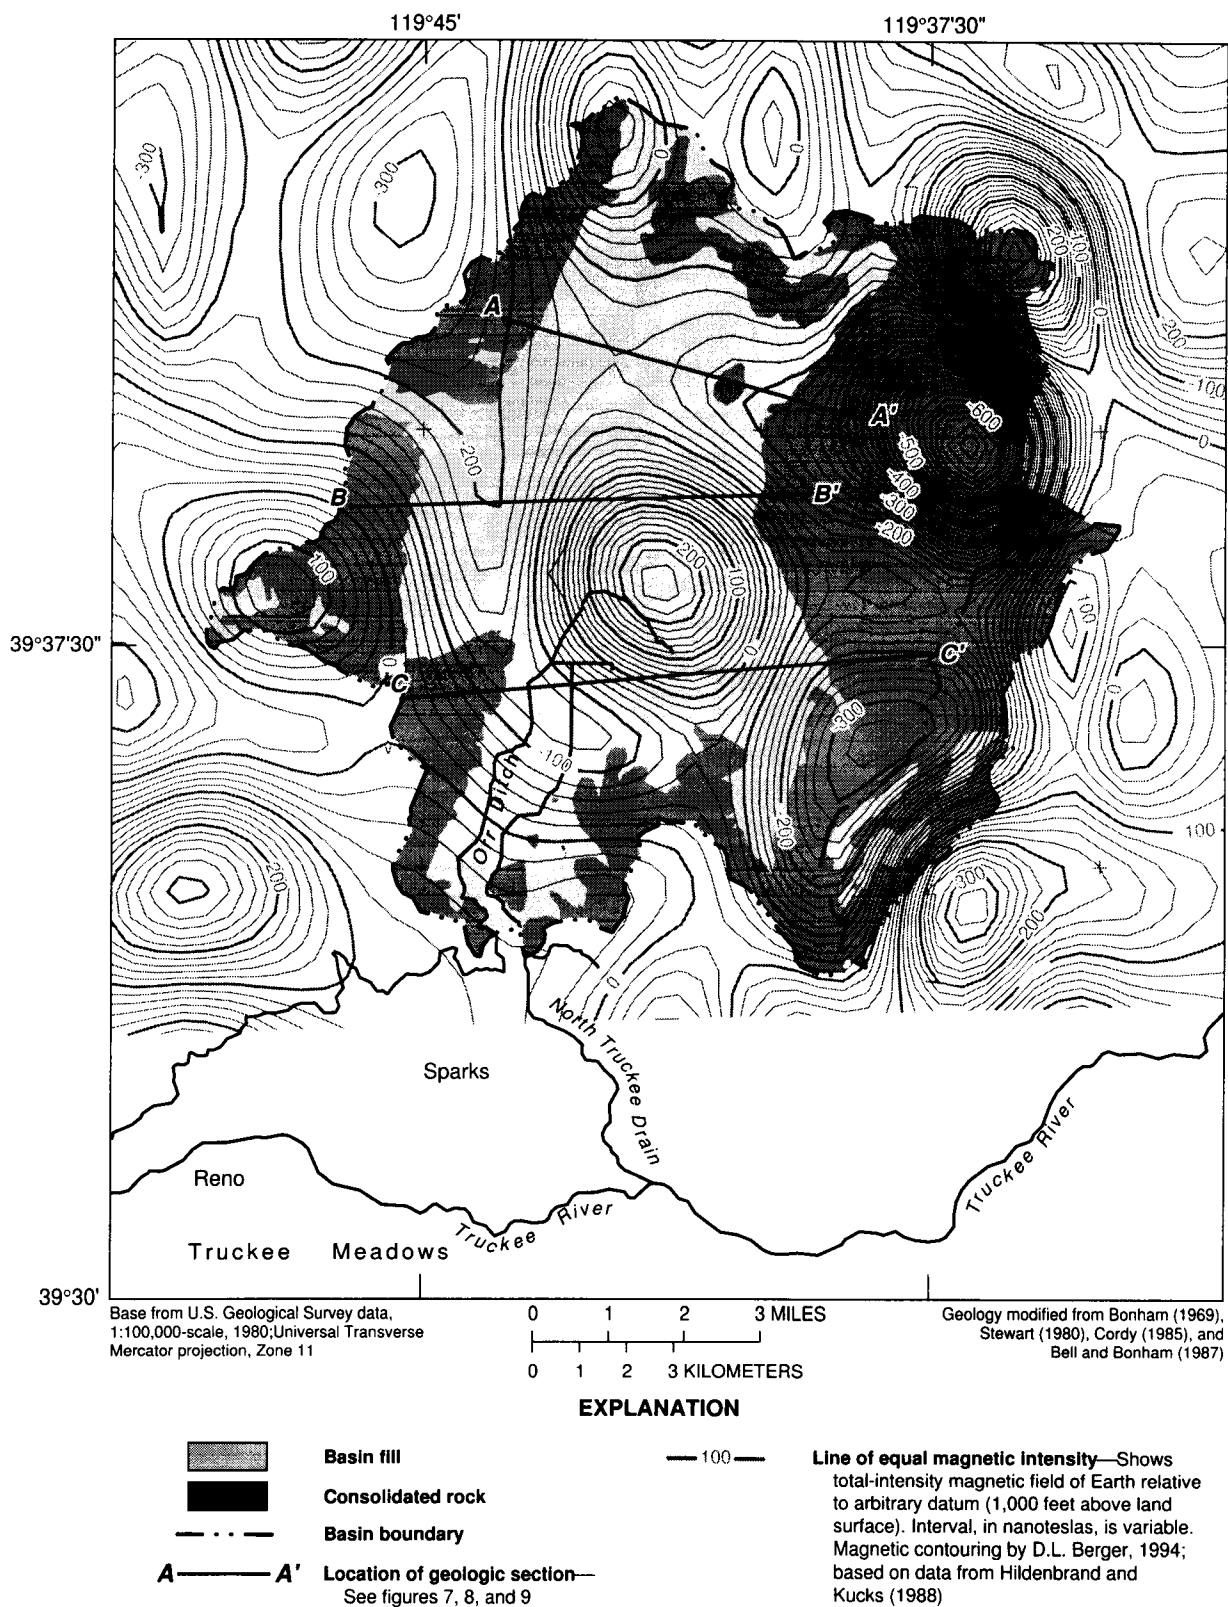 119°45'
119°37'30"
-300
-300
0
0
200
400
0
-200
-100
0
A
A'
-600
-500
-400
-300
-200
-200
B
B'
100
200
100
100
39°37'30"
0
C
0
C'
0
-300
-100
Orr Ditch
200
-200
100
300
200
0
North Truckee Drain
Sparks
Reno
Truckee River
Truckee River
Truckee Meadows
39°30'
Base from U.S. Geological Survey data,
1:100,000-scale, 1980;Universal Transverse
Mercator projection, Zone 11
0 1 2 3 MILES
0 1 2 3 KILOMETERS
Geology modified from Bonham (1969),
Stewart (1980), Cordy (1985), and
Bell and Bonham (1987)
EXPLANATION
Basin fill
Consolidated rock
Basin boundary
A A' Location of geologic section—
See figures 7, 8, and 9
100
Line of equal magnetic intensity—Shows
total-intensity magnetic field of Earth relative
to arbitrary datum (1,000 feet above land
surface). Interval, in nanoteslas, is variable.
Magnetic contouring by D.L. Berger, 1994;
based on data from Hildenbrand and
Kucks (1988)